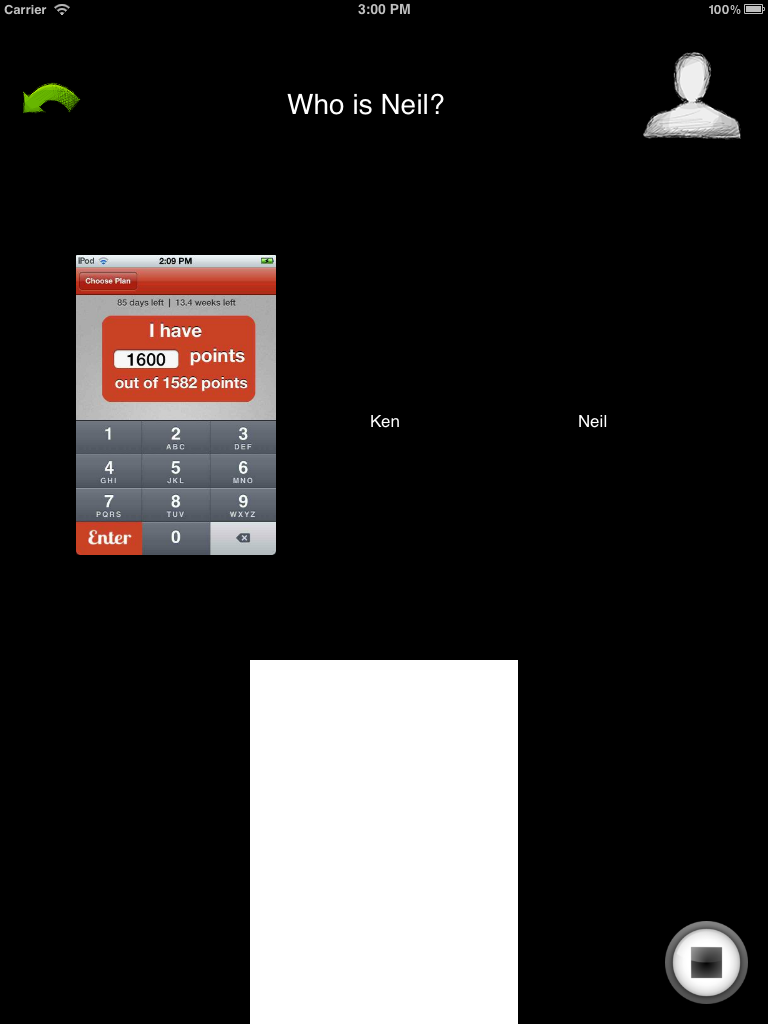 Carrier 3:00 PM 100%
Who is Neil?
iPod 2:09 PM
Choose Plan
85 days left | 13.4 weeks left
I have
1600 points
out of 1582 points
1 2 3
ABC DEF
4 5 6
GHI JKL MNO
7 8 9
PQRS TUV WXYZ
Enter 0
Ken Neil